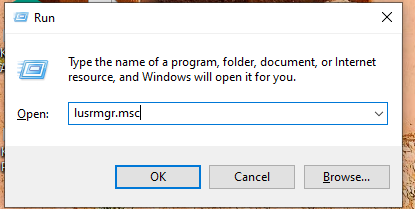 Run
Type the name of a program, folder, document, or Internet
resource, and Windows will open it for you.
Open: lusrmgr.msc
OK Cancel Browse...